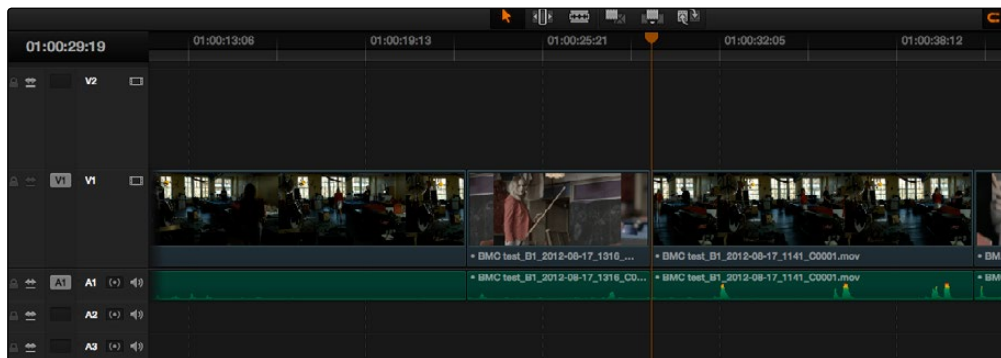 01:00:29:19
01:00:13:06 01:00:19:13 01:00:25:21 01:00:32:05 01:00:38:12
V2
V1 V1
• BMC test_B1_2012-08-17_1316_... • BMC test_B1_2012-08-17_1141_C0001.mov • BM
• BMC test_B1_2012-08-17_1316_C0... • BMC test_B1_2012-08-17_1141_C0001.mov • BM
A1 A1
A2
A3